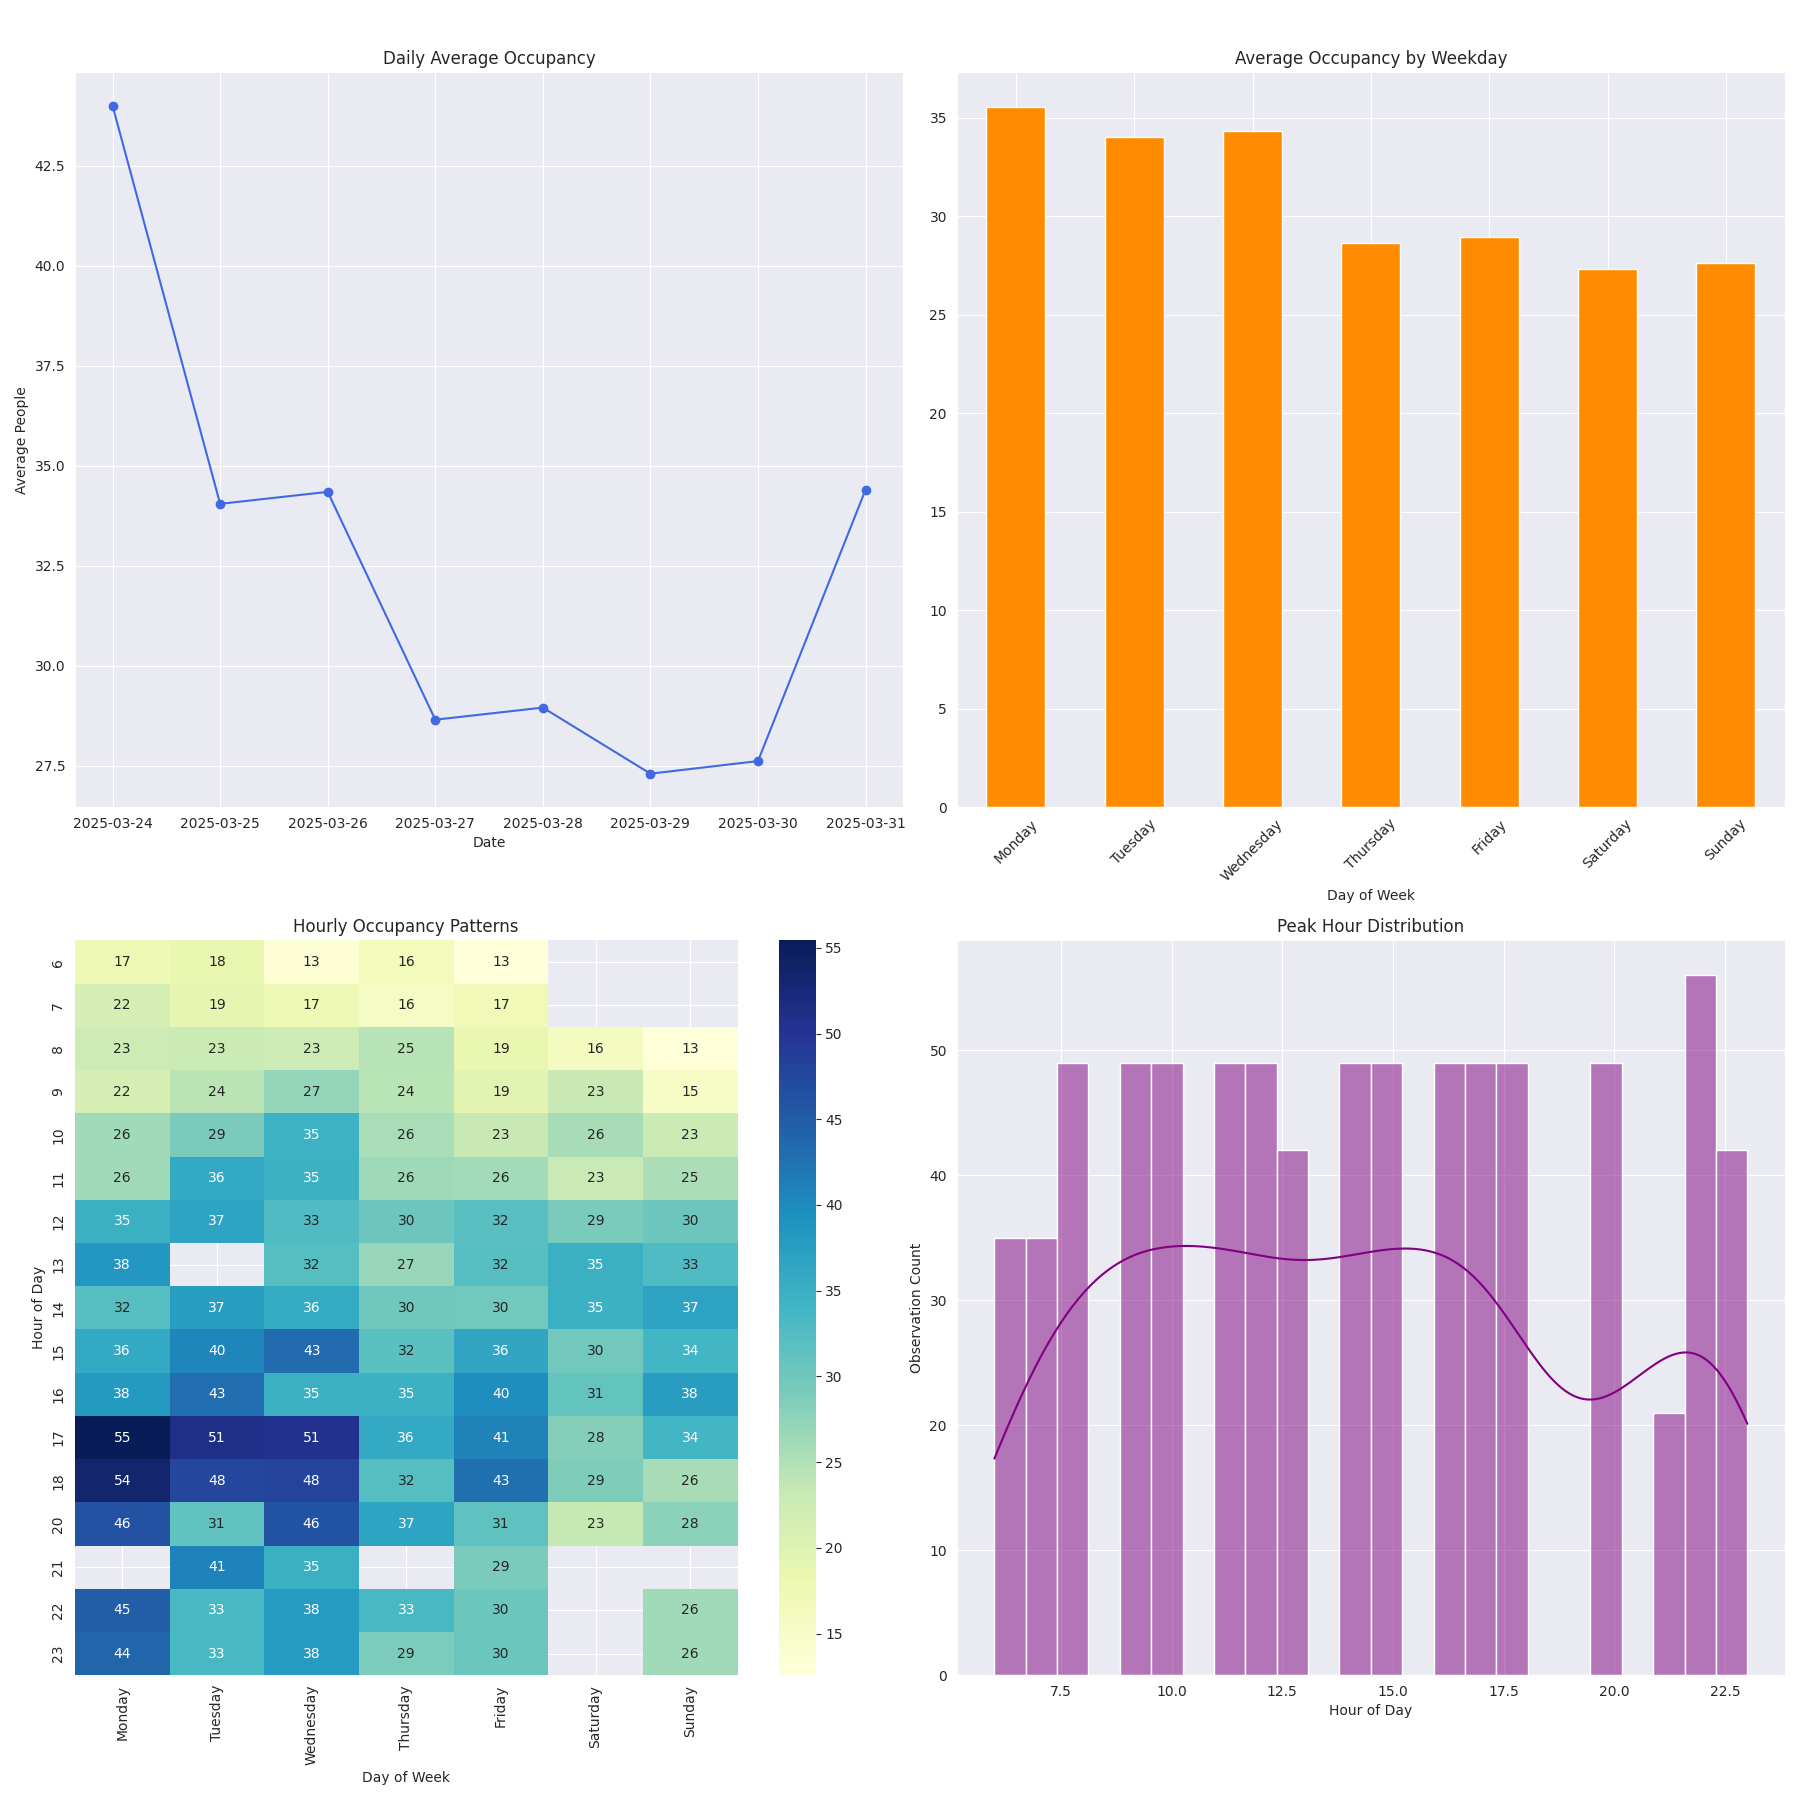 Daily Average Occupancy
42.5
40.0
37.5
35.0
32.5
30.0
27.5
Average People
2025-03-24 2025-03-25 2025-03-26 2025-03-27 2025-03-28 2025-03-29 2025-03-30 2025-03-31
Date
Average Occupancy by Weekday
35
30
25
20
15
10
5
0
Monday Tuesday Wednesday Thursday Friday Saturday Sunday
Day of Week
Hourly Occupancy Patterns
6 17 18 13 16 13
7 22 19 17 16 17
8 23 23 23 25 19 16 13
9 22 24 27 24 19 23 15
10 26 29 35 26 23 26 23
11 26 36 35 26 26 23 25
12 35 37 33 30 32 29 30
13 38 32 27 32 35 33
14 32 37 36 30 30 35 37
15 36 40 43 32 36 30 34
16 38 43 35 35 40 31 38
17 55 51 51 36 41 28 34
18 54 48 48 32 43 29 26
20 46 31 46 37 31 23 28
21 41 35 29
22 45 33 38 33 30 26
23 44 33 38 29 30 26
Hour of Day
Monday Tuesday Wednesday Thursday Friday Saturday Sunday
Day of Week
55
50
45
40
35
30
25
20
15
Peak Hour Distribution
50
40
30
20
10
0
Observation Count
7.5 10.0 12.5 15.0 17.5 20.0 22.5
Hour of Day